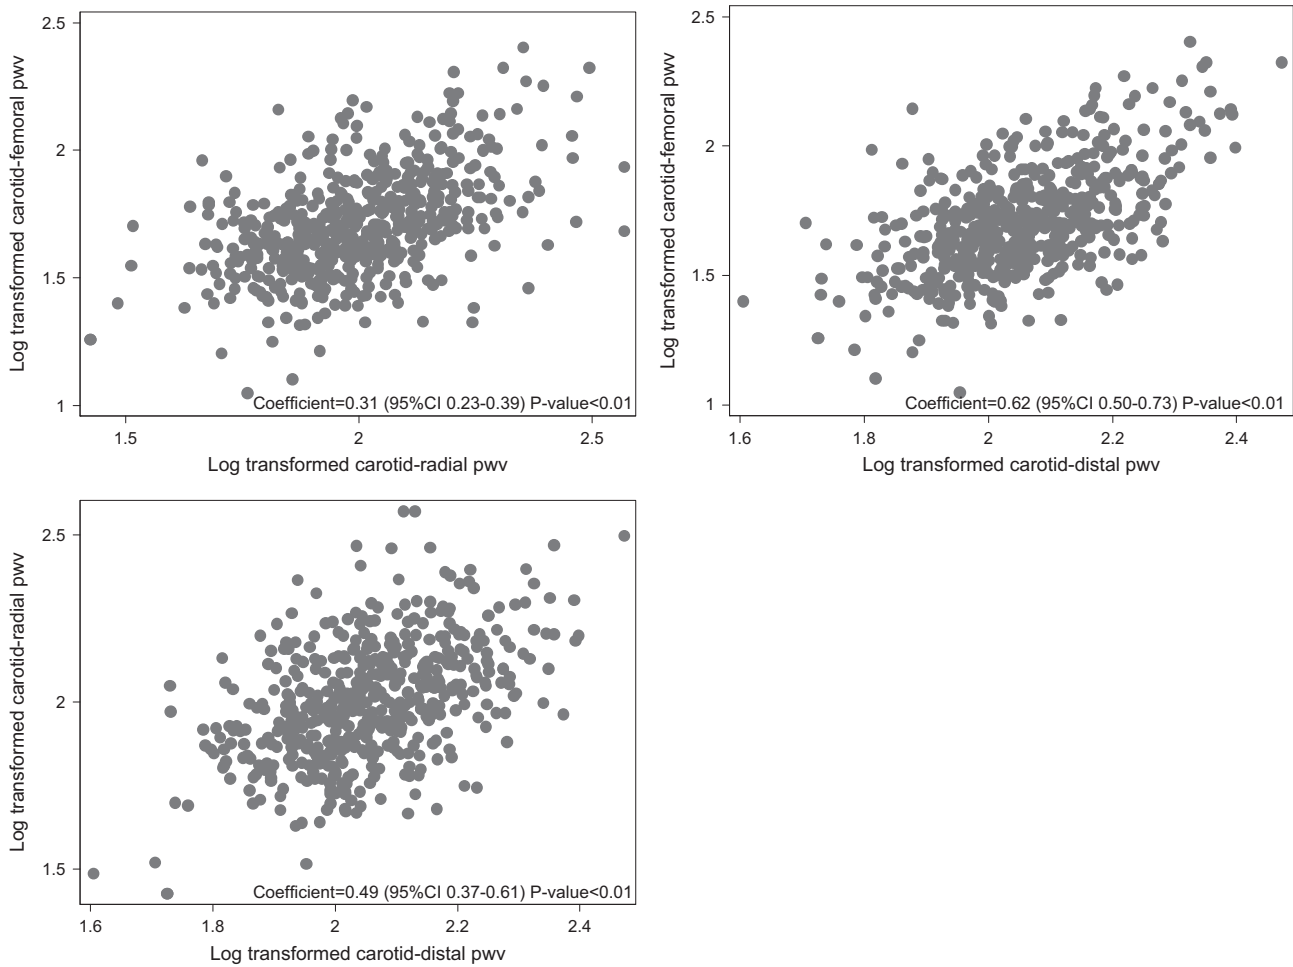 Log transformed carotid-femoral pwv
2.5
2
1.5
1
Coefficient=0.31 (95%CI 0.23-0.39) P-value<0.01
1.5 2 2.5
Log transformed carotid-radial pwv
Log transformed carotid-femoral pwv
2.5
2
1.5
1
Coefficient=0.62 (95%CI 0.50-0.73) P-value<0.01
1.6 1.8 2 2.2 2.4
Log transformed carotid-distal pwv
Log transformed carotid-radial pwv
2.5
2
1.5
Coefficient=0.49 (95%CI 0.37-0.61) P-value<0.01
1.6 1.8 2 2.2 2.4
Log transformed carotid-distal pwv